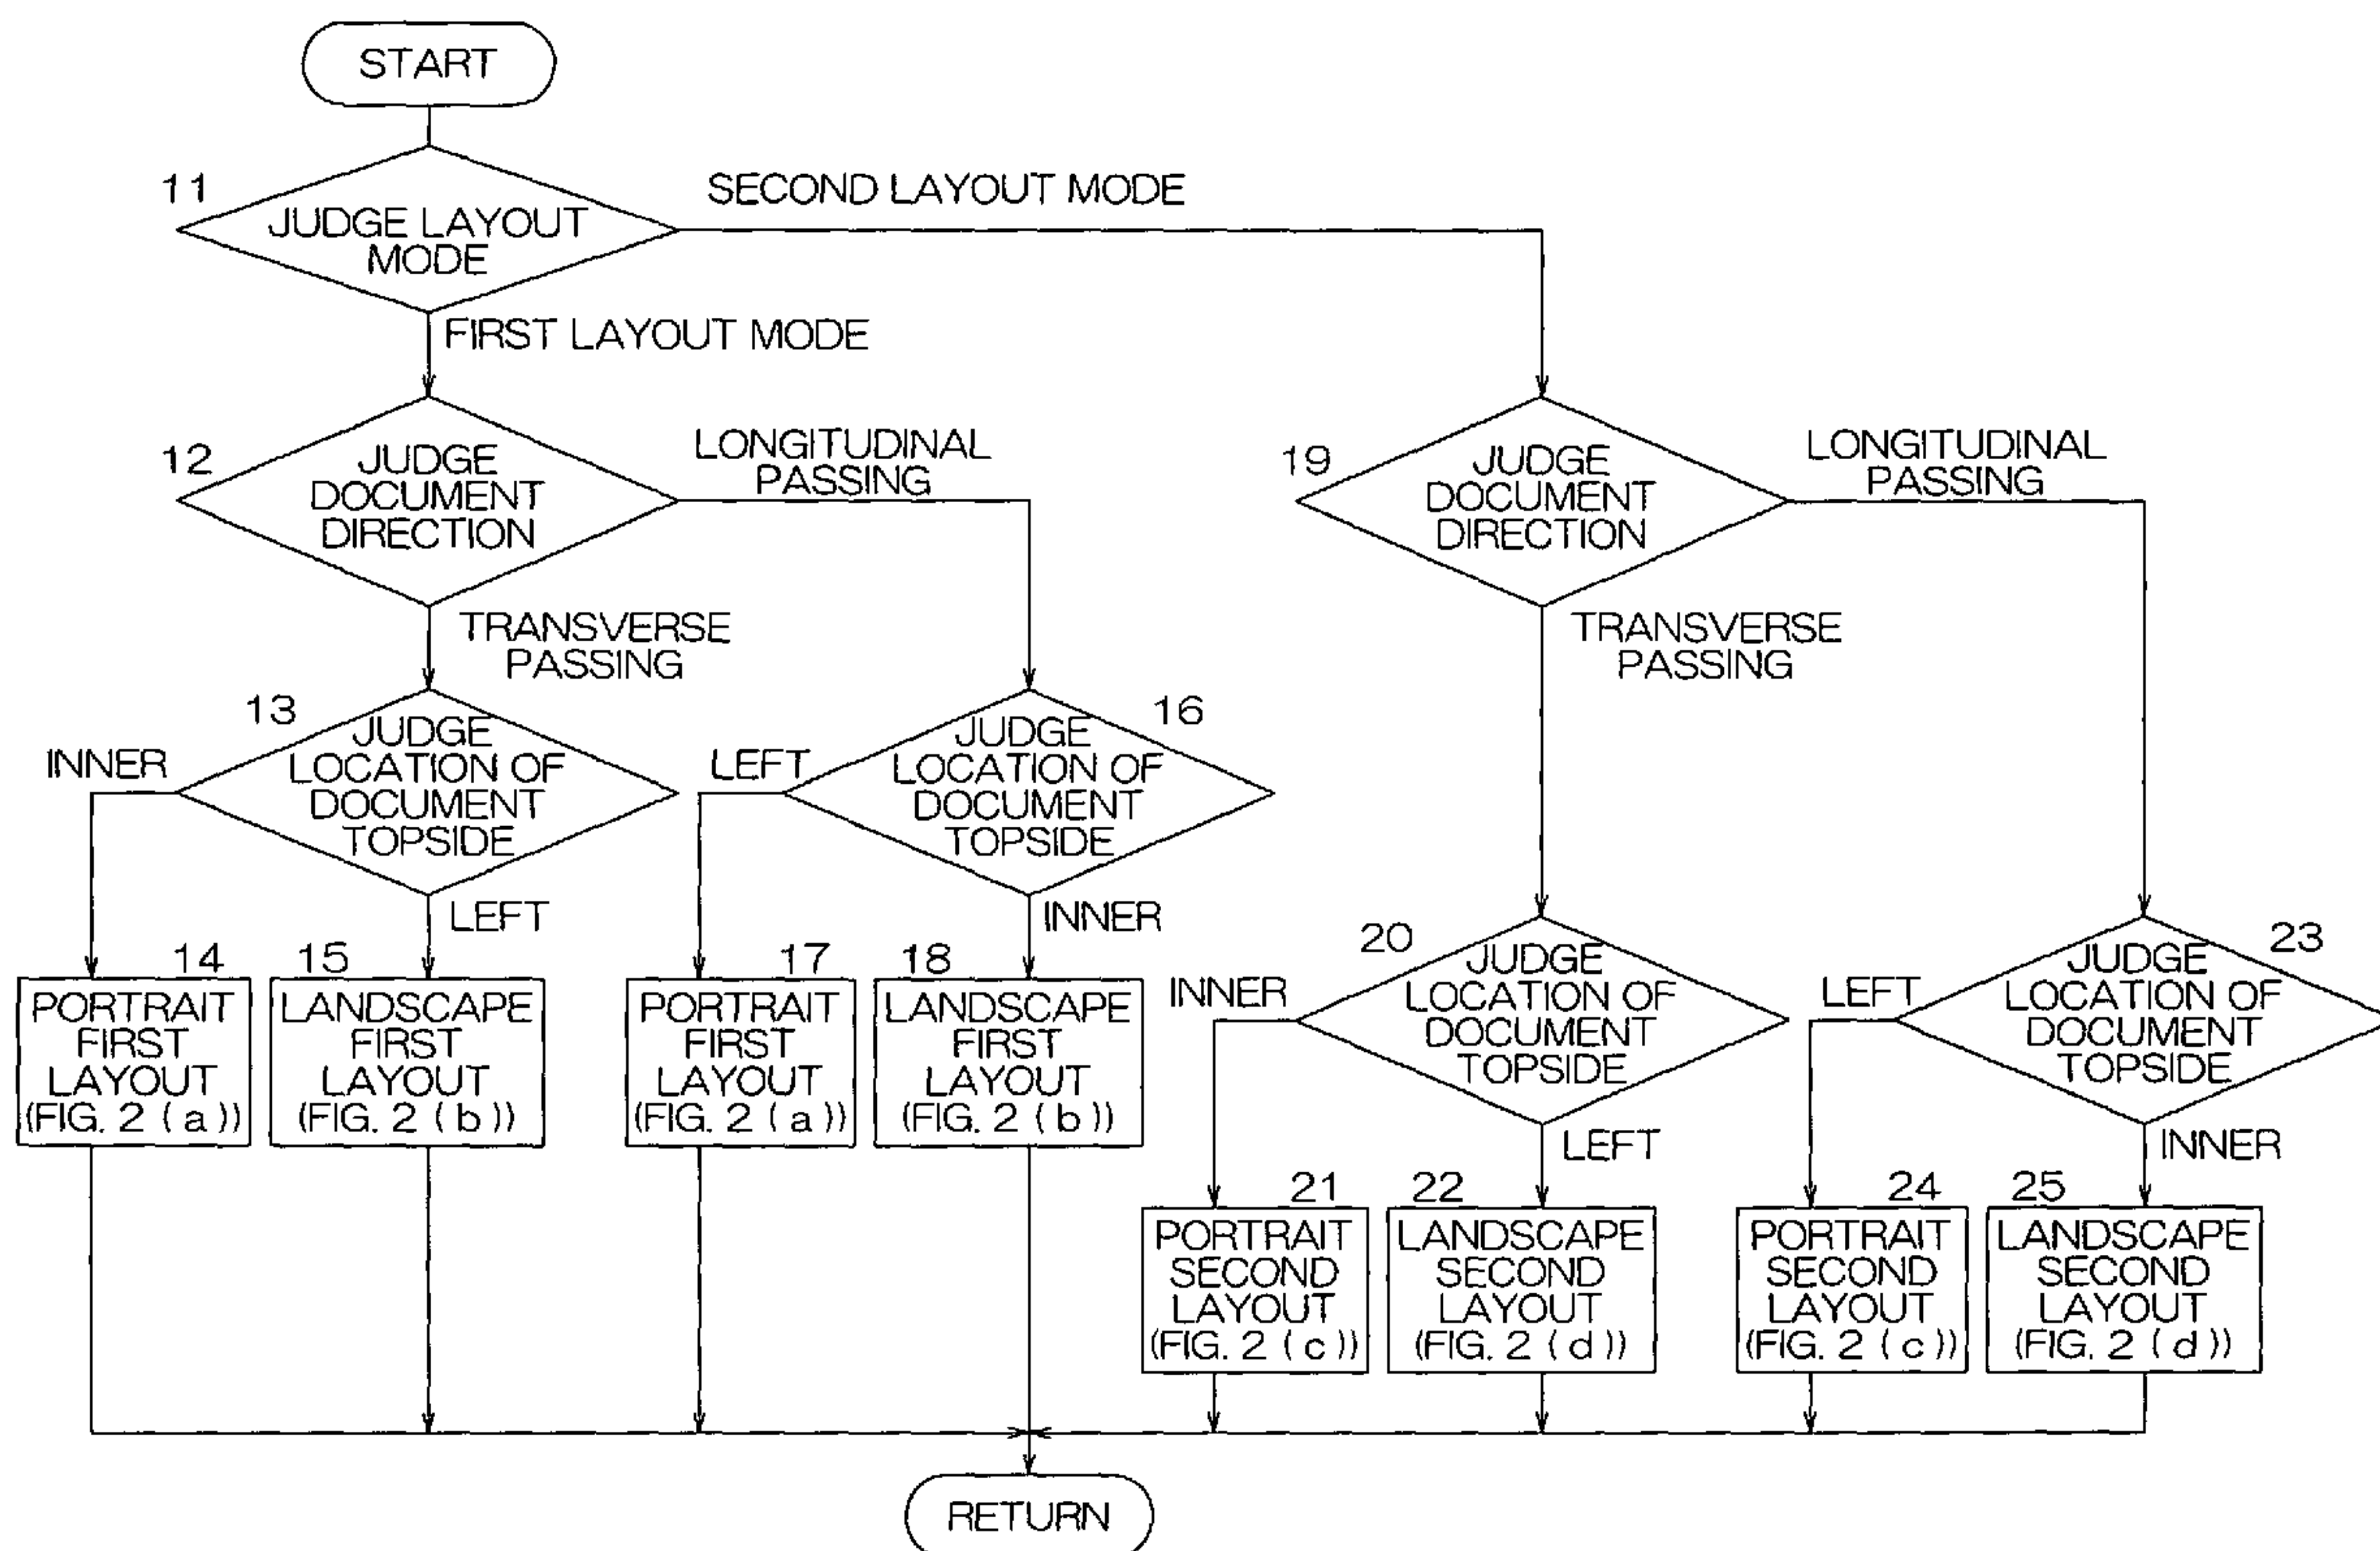 START
11
JUDGE LAYOUT
MODE
SECOND LAYOUT MODE
FIRST LAYOUT MODE
12
JUDGE
DOCUMENT
DIRECTION
LONGITUDINAL
PASSING
19
JUDGE
DOCUMENT
DIRECTION
LONGITUDINAL
PASSING
TRANSVERSE
PASSING
TRANSVERSE
PASSING
13
JUDGE
LOCATION OF
DOCUMENT
TOPSIDE
INNER
LEFT
16
JUDGE
LOCATION OF
DOCUMENT
TOPSIDE
LEFT
INNER
14
PORTRAIT
FIRST
LAYOUT
(FIG. 2 (a))
15
LANDSCAPE
FIRST
LAYOUT
(FIG. 2 (b))
17
PORTRAIT
FIRST
LAYOUT
(FIG. 2 (a))
18
LANDSCAPE
FIRST
LAYOUT
(FIG. 2 (b))
20
JUDGE
LOCATION OF
DOCUMENT
TOPSIDE
INNER
LEFT
23
JUDGE
LOCATION OF
DOCUMENT
TOPSIDE
LEFT
INNER
21
PORTRAIT
SECOND
LAYOUT
(FIG. 2 (c))
22
LANDSCAPE
SECOND
LAYOUT
(FIG. 2 (d))
24
PORTRAIT
SECOND
LAYOUT
(FIG. 2 (c))
25
LANDSCAPE
SECOND
LAYOUT
(FIG. 2 (d))
RETURN